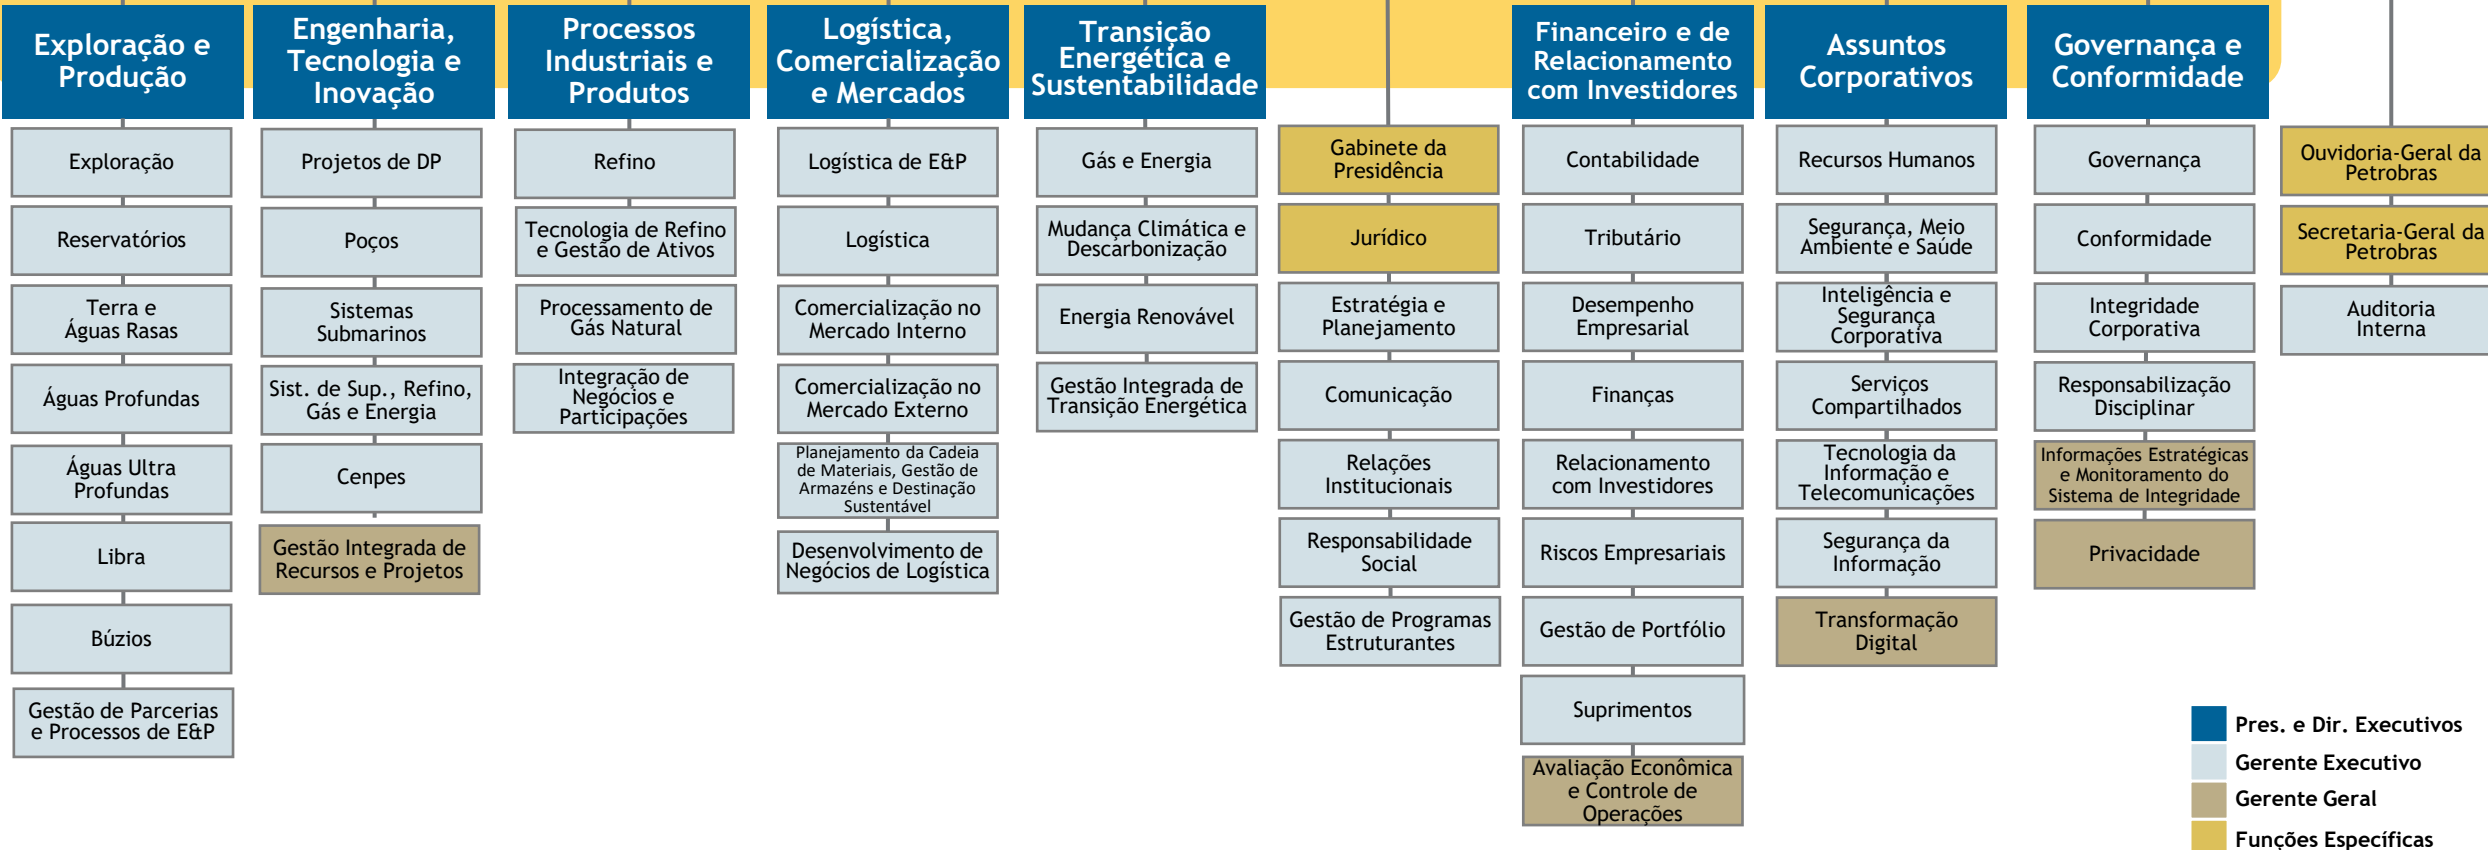 Exploração e
Produção
Exploração
Reservatórios
Terra e
Águas Rasas
Águas Profundas
Águas Ultra
Profundas
Libra
Búzios
Gestão de Parcerias
e Processos de E&P
Engenharia,
Tecnologia e
Inovação
Projetos de DP
Poços
Sistemas
Submarinos
Sist. de Sup., Refino,
Gás e Energia
Cenpes
Gestão Integrada de
Recursos e Projetos
Processos
Industriais e
Produtos
Refino
Tecnologia de Refino
e Gestão de Ativos
Processamento de
Gás Natural
Integração de
Negócios e
Participações
Logística,
Comercialização
e Mercados
Logística de E&P
Logística
Comercialização no
Mercado Interno
Comercialização no
Mercado Externo
Planejamento da Cadeia
de Materiais, Gestão de
Armazéns e Destinação
Sustentável
Desenvolvimento de
Negócios de Logística
Transição
Energética e
Sustentabilidade
Gás e Energia
Mudança Climática e
Descarbonização
Energia Renovável
Gestão Integrada de
Transição Energética
Gabinete da
Presidência
Jurídico
Estratégia e
Planejamento
Comunicação
Relações
Institucionais
Responsabilidade
Social
Gestão de Programas
Estruturantes
Financeiro e de
Relacionamento
com Investidores
Contabilidade
Tributário
Desempenho
Empresarial
Finanças
Relacionamento
com Investidores
Riscos Empresariais
Gestão de Portfólio
Suprimentos
Avaliação Econômica
e Controle de
Operações
Assuntos
Corporativos
Recursos Humanos
Segurança, Meio
Ambiente e Saúde
Inteligência e
Segurança
Corporativa
Serviços
Compartilhados
Tecnologia da
Informação e
Telecomunicações
Segurança da
Informação
Transformação
Digital
Governança e
Conformidade
Governança
Conformidade
Integridade
Corporativa
Responsabilização
Disciplinar
Informações Estratégicas
e Monitoramento do
Sistema de Integridade
Privacidade
Ouvidoria-Geral da
Petrobras
Secretaria-Geral da
Petrobras
Auditoria
Interna
Pres. e Dir. Executivos
Gerente Executivo
Gerente Geral
Funções Específicas